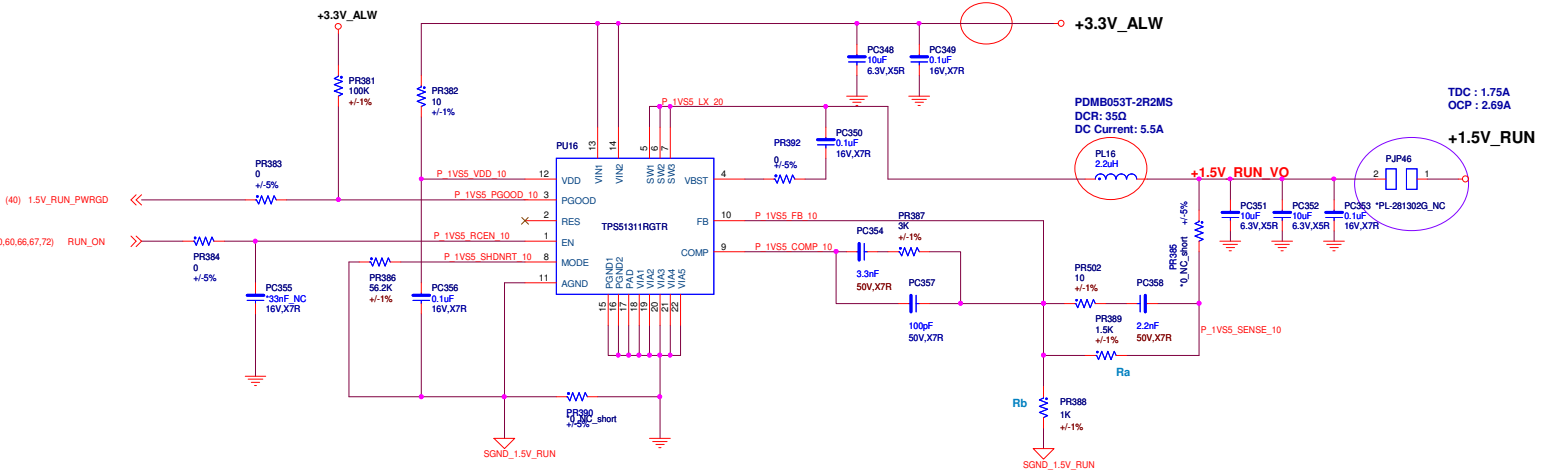 +3.3V_ALW
+3.3V_ALW
PR381
100K
+/-1%
PR382
10
+/-1%
PC348
10uF
6.3V,X5R
PC349
0.1uF
16V,X7R
P_1VS5_LX_20
PDMB053T-2R2MS
DCR: 35Ω
DC Current: 5.5A
TDC : 1.75A
OCP : 2.69A
+1.5V_RUN
PU16
13
14
5
6
7
VIN1
VIN2
SW1
SW2
SW3
PR392
0
+/-5%
PC350
0.1uF
16V,X7R
PL16
2.2uH
+1.5V_RUN_VO
PJP46
2
1
*PL-281302G_NC
PR383
0
+/-5%
P_1VS5_VDD_10
12
VDD
VBST
4
(40) 1.5V_RUN_PWRGD
P_1VS5_PGOOD_10
3
PGOOD
2
RES
TPS51311RGTR
FB
10
P_1VS5_FB_10
PR387
3K
+/-1%
PC351
10uF
6.3V,X5R
PC352
10uF
6.3V,X5R
PC353
0.1uF
16V,X7R
+/-5%
PR385
*0_NC_short
0,60,66,67,72) RUN_ON
PR384
0
+/-5%
P_1VS5_RCEN_10
1
EN
COMP
9
P_1VS5_COMP_10
PC354
3.3nF
50V,X7R
P_1VS5_SHDNRT_10
8
MODE
PR386
56.2K
+/-1%
11
AGND
PGND1
PGND2
PAD
VIA1
VIA2
VIA3
VIA4
VIA5
15
16
17
18
19
20
21
22
PC355
*33nF_NC
16V,X7R
PC356
0.1uF
16V,X7R
PC357
100pF
50V,X7R
PR502
10
+/-1%
PC358
2.2nF
50V,X7R
PR389
1.5K
+/-1%
P_1VS5_SENSE_10
Ra
PR390
*0_NC_short
+/-5%
Rb
PR388
1K
+/-1%
SGND_1.5V_RUN
SGND_1.5V_RUN